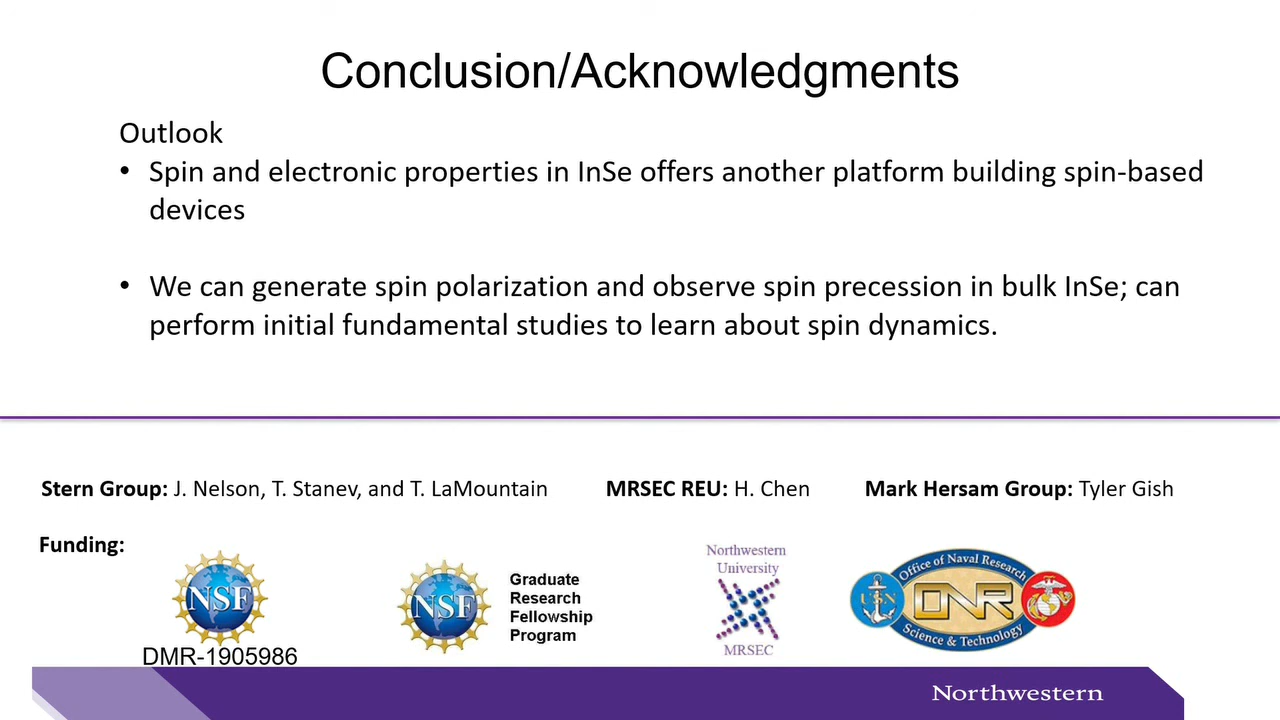 Conclusion/Acknowledgments
Outlook
• Spin and electronic properties in InSe offers another platform building spin-based
devices
• We can generate spin polarization and observe spin precession in bulk InSe; can
perform initial fundamental studies to learn about spin dynamics.
Stern Group: J. Nelson, T. Stanev, and T. LaMountain
MRSEC REU: H. Chen
Mark Hersam Group: Tyler Gish
Funding:
NSF
DMR-1905986
NSF
Graduate
Research
Fellowship
Program
Northwestern
University
MRSEC
Office of Naval Research
USN
ONR
Science & Technology
Northwestern